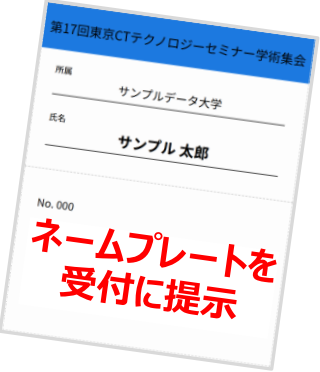 第17回東京CTテクノロジーセミナー学術集会
所属
サンプルデータ大学
氏名
サンプル 太郎
No. 000
ネームプレートを
受付に提示